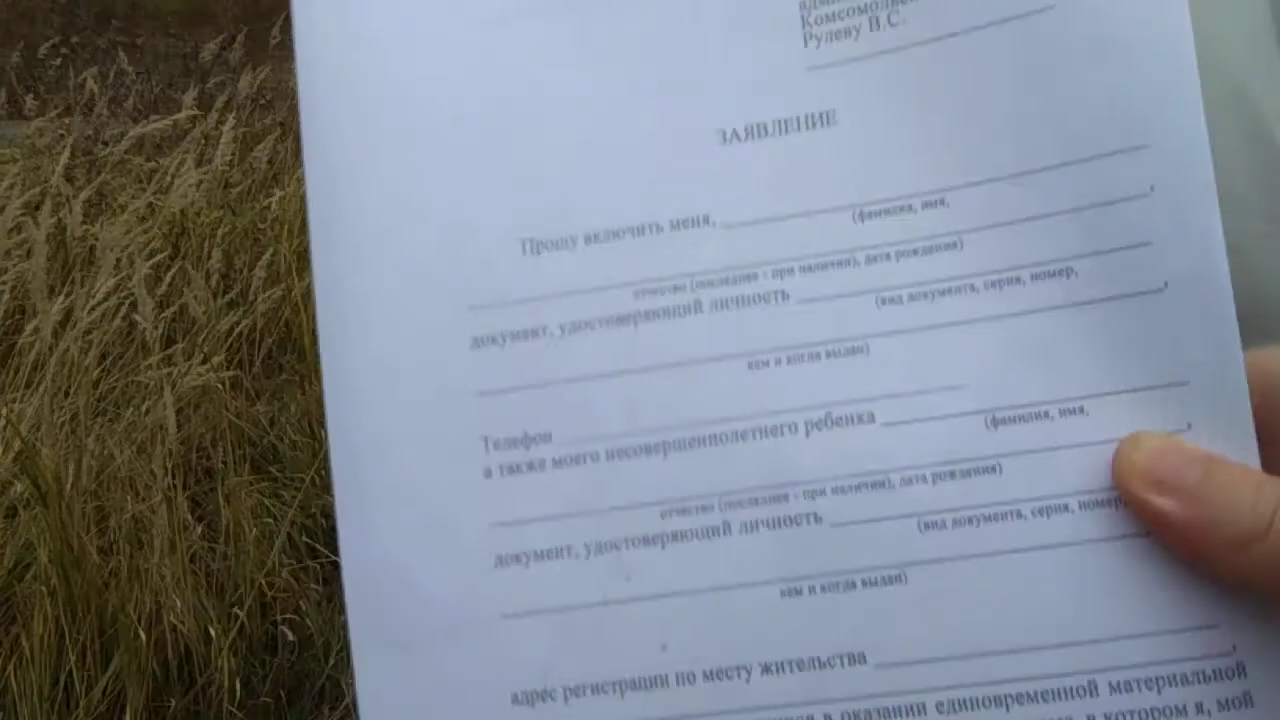 Рулеву В.С.
ЗАЯВЛЕНИЕ
Прошу включить меня,
(фамилия, имя,
отчество (последнее - при наличии), дата рождения)
документ, удостоверяющий личность
(вид документа, серия, номер,
кем и когда выдан)
Телефон
а также моего несовершеннолетнего ребенка
(фамилия, имя,
отчество (последнее - при наличии), дата рождения)
документ, удостоверяющий личность
(вид документа, серия, номер,
кем и когда выдан)
адрес регистрации по месту жительства
в оказании единовременной материальной
в котором я, мой